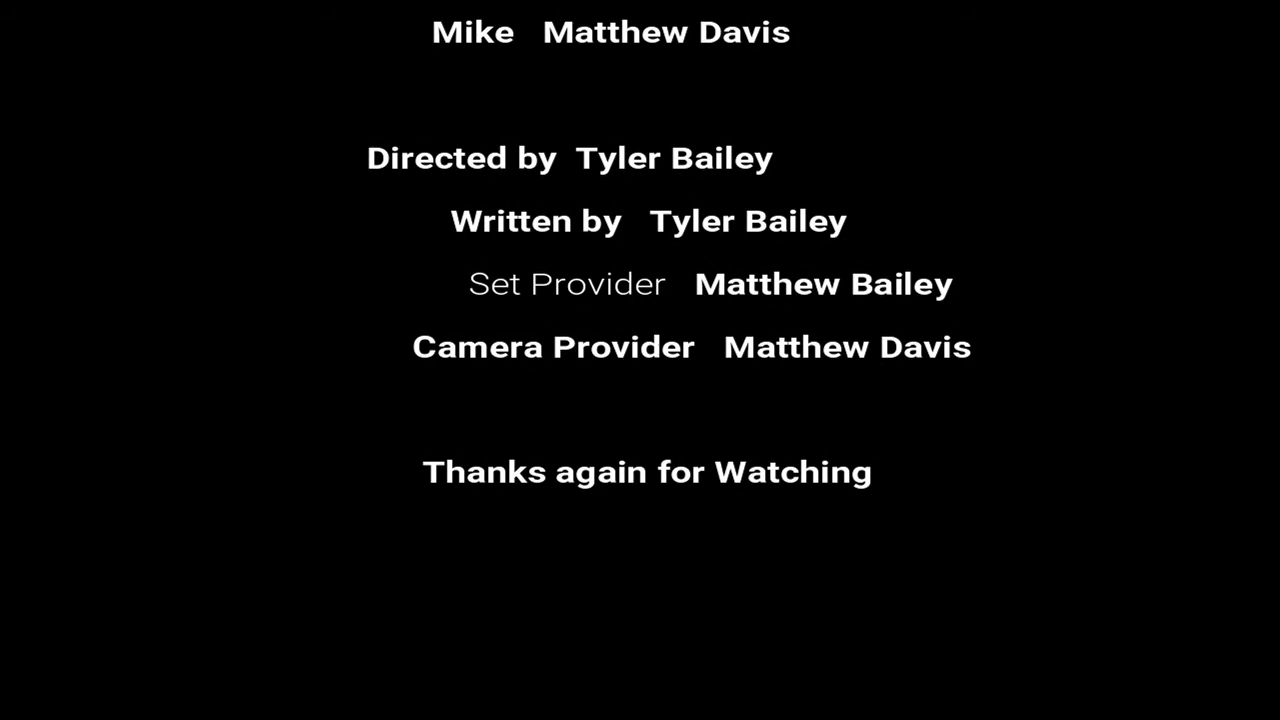 Mike Matthew Davis
Directed by Tyler Bailey
Written by Tyler Bailey
Set Provider Matthew Bailey
Camera Provider Matthew Davis
Thanks again for Watching